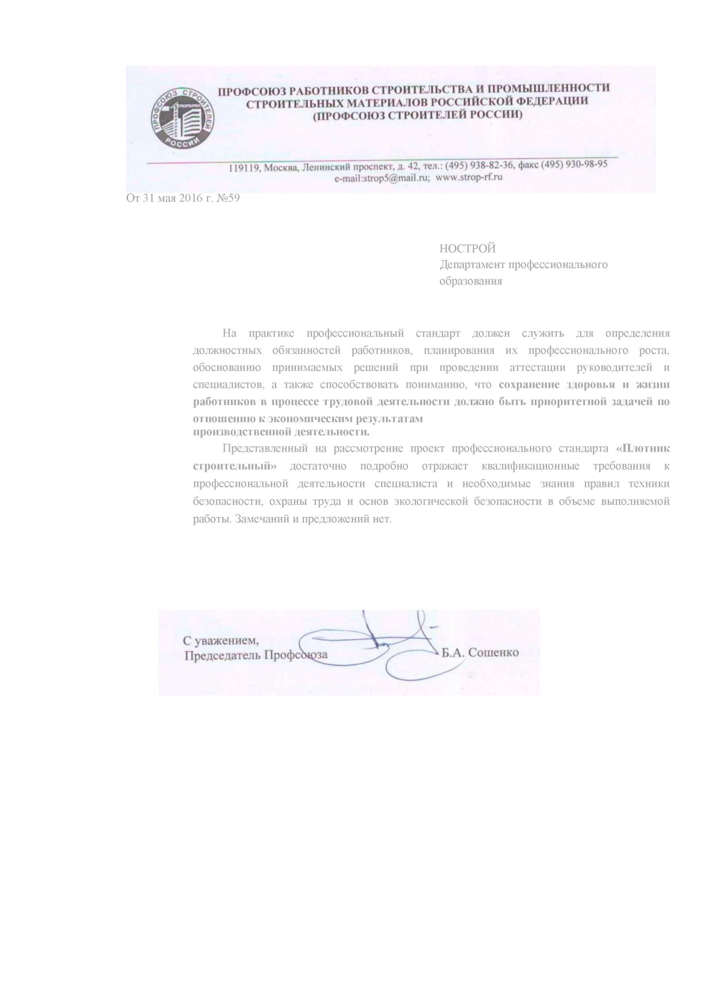 ПРОФСОЮЗ РАБОТНИКОВ СТРОИТЕЛЬСТВА И ПРОМЫШЛЕННОСТИ
СТРОИТЕЛЬНЫХ МАТЕРИАЛОВ РОССИЙСКОЙ ФЕДЕРАЦИИ
(ПРОФСОЮЗ СТРОИТЕЛЕЙ РОССИИ)
ПРОФСОЮЗ СТРОИТЕЛЕЙ
РОССИИ
119119, Москва, Ленинский проспект, д. 42, тел.: (495) 938-82-36, факс (495) 930-98-95
e-mail:strop5@mail.ru; www.strop-rf.ru
От 31 мая 2016 г. №59
НОСТРОЙ
Департамент профессионального
образования
На практике профессиональный стандарт должен служить для определения
должностных обязанностей работников, планирования их профессионального роста,
обоснованию принимаемых решений при проведении аттестации руководителей и
специалистов, а также способствовать пониманию, что сохранение здоровья и жизни
работников в процессе трудовой деятельности должно быть приоритетной задачей по
отношению к экономическим результатам
производственной деятельности.
Представленный на рассмотрение проект профессионального стандарта «Плотник
строительный» достаточно подробно отражает квалификационные требования к
профессиональной деятельности специалиста и необходимые знания правил техники
безопасности, охраны труда и основ экологической безопасности в объеме выполняемой
работы. Замечаний и предложений нет.
С уважением,
Председатель Профсоюза Б.А. Сошенко